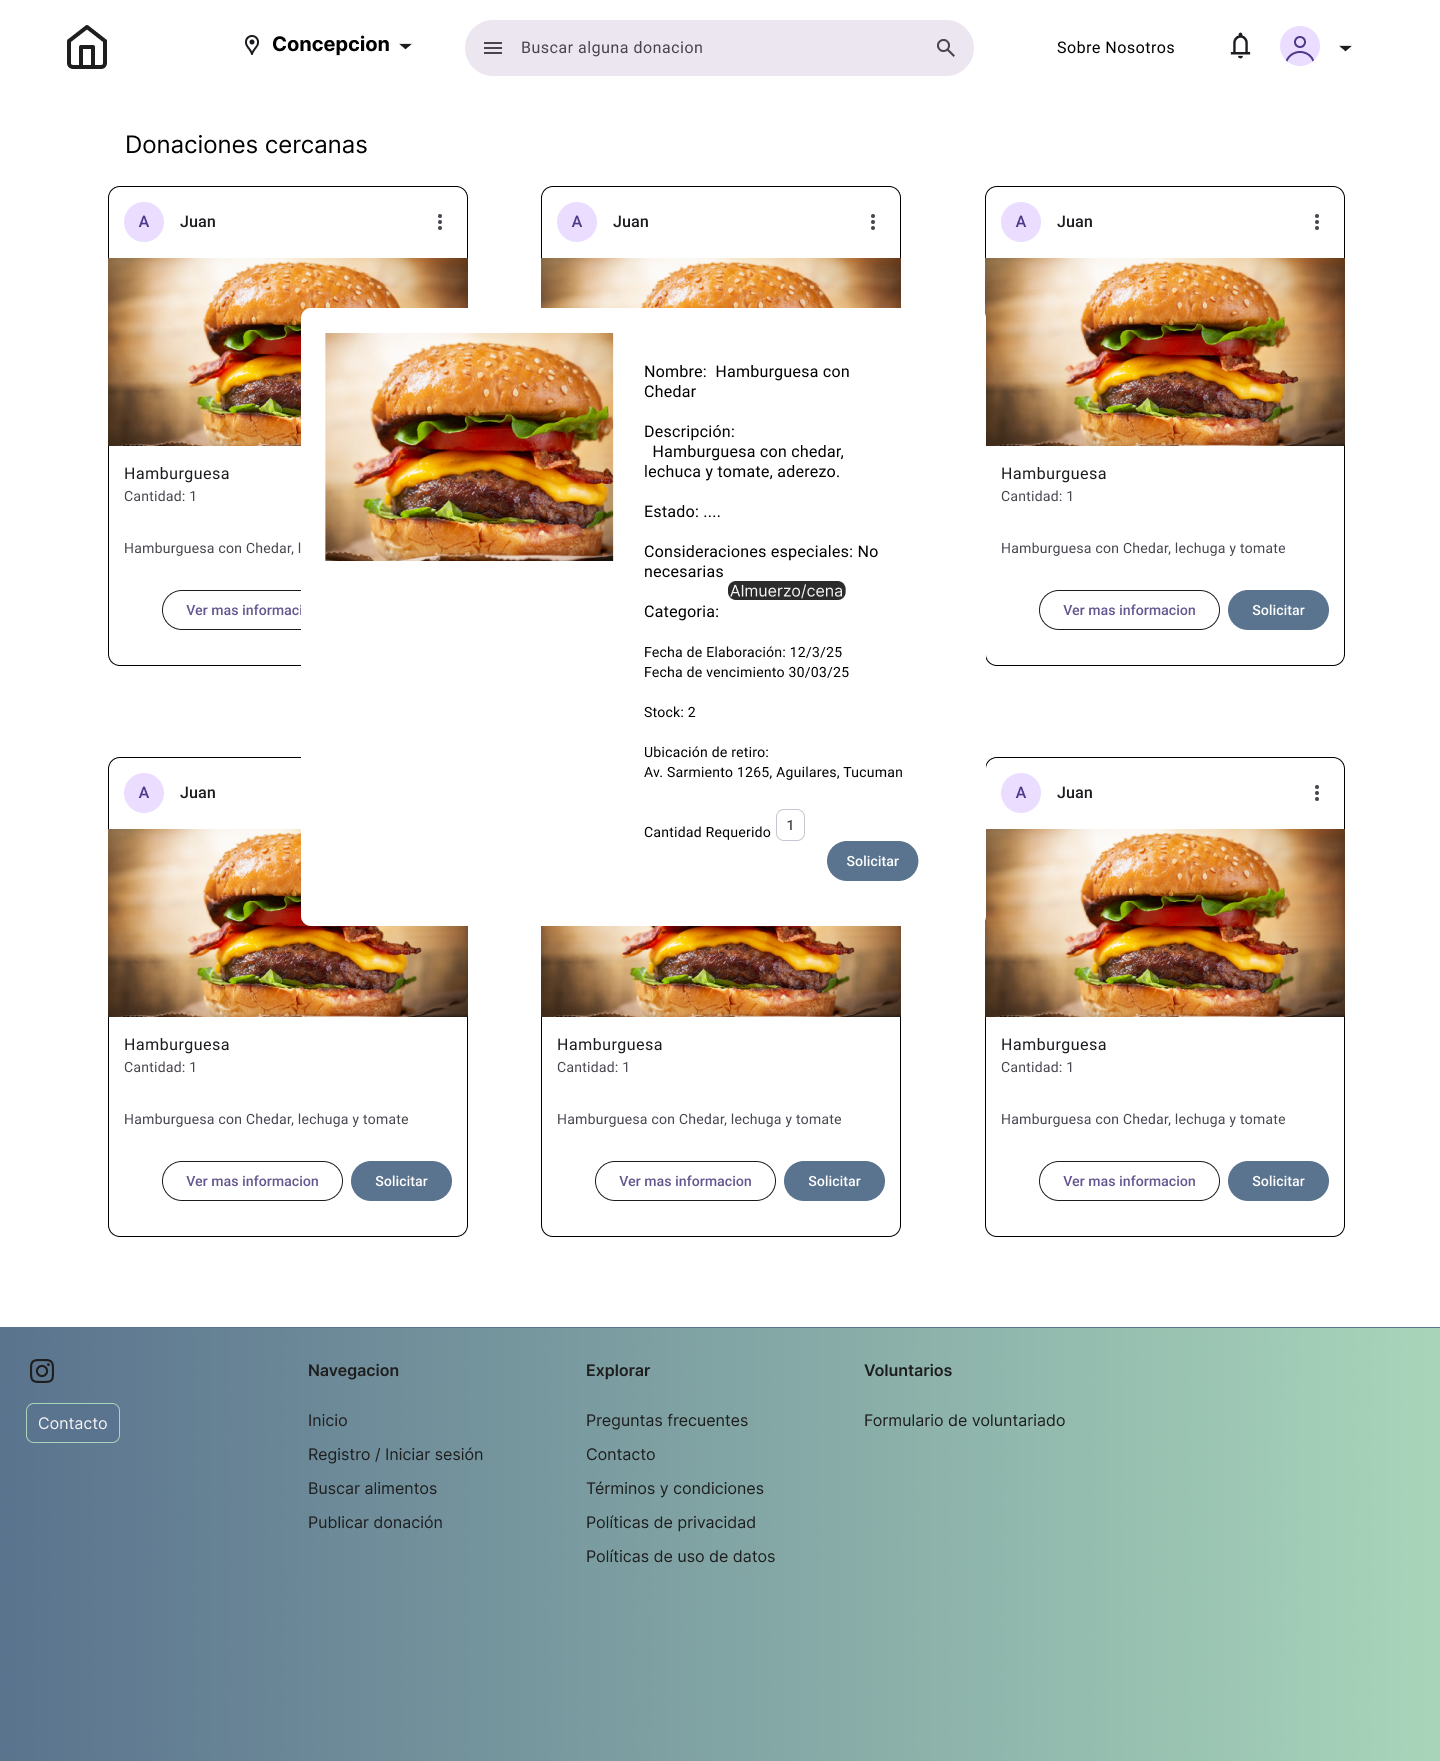 Concepcion
Buscar alguna donacion
Sobre Nosotros
Donaciones cercanas
A Juan
A Juan
A Juan
Nombre:  Hamburguesa con
Chedar
Descripción:
Hamburguesa con chedar,
lechuca y tomate, aderezo.
Estado: ....
Consideraciones especiales: No
necesarias
Almuerzo/cena
Categoria:
Fecha de Elaboración: 12/3/25
Fecha de vencimiento 30/03/25
Stock: 2
Ubicación de retiro:
Av. Sarmiento 1265, Aguilares, Tucuman
Cantidad Requerido 1
Solicitar
Hamburguesa
Cantidad: 1
Hamburguesa con Chedar, l
Ver mas informaci
Hamburguesa
Cantidad: 1
Hamburguesa con Chedar, lechuga y tomate
Ver mas informacion Solicitar
A Juan
A Juan
Hamburguesa
Cantidad: 1
Hamburguesa con Chedar, lechuga y tomate
Ver mas informacion Solicitar
Hamburguesa
Cantidad: 1
Hamburguesa con Chedar, lechuga y tomate
Ver mas informacion Solicitar
Hamburguesa
Cantidad: 1
Hamburguesa con Chedar, lechuga y tomate
Ver mas informacion Solicitar
Contacto
Navegacion
Inicio
Registro / Iniciar sesión
Buscar alimentos
Publicar donación
Explorar
Preguntas frecuentes
Contacto
Términos y condiciones
Políticas de privacidad
Políticas de uso de datos
Voluntarios
Formulario de voluntariado